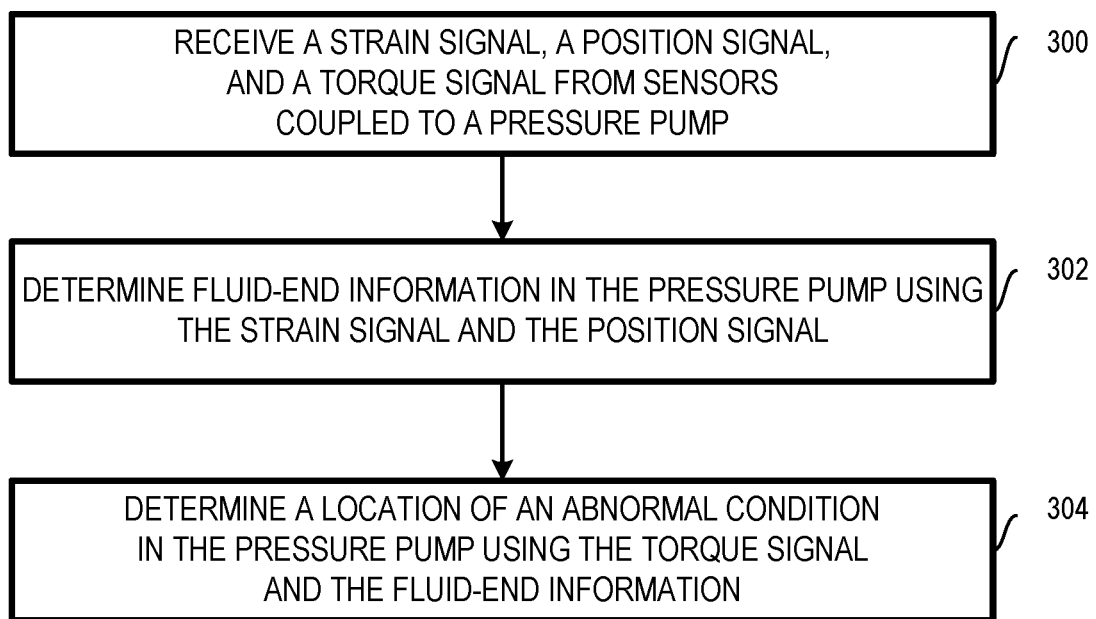 RECEIVE A STRAIN SIGNAL, A POSITION SIGNAL,
AND A TORQUE SIGNAL FROM SENSORS
COUPLED TO A PRESSURE PUMP
300
DETERMINE FLUID-END INFORMATION IN THE PRESSURE PUMP USING
THE STRAIN SIGNAL AND THE POSITION SIGNAL
302
DETERMINE A LOCATION OF AN ABNORMAL CONDITION
IN THE PRESSURE PUMP USING THE TORQUE SIGNAL
AND THE FLUID-END INFORMATION
304